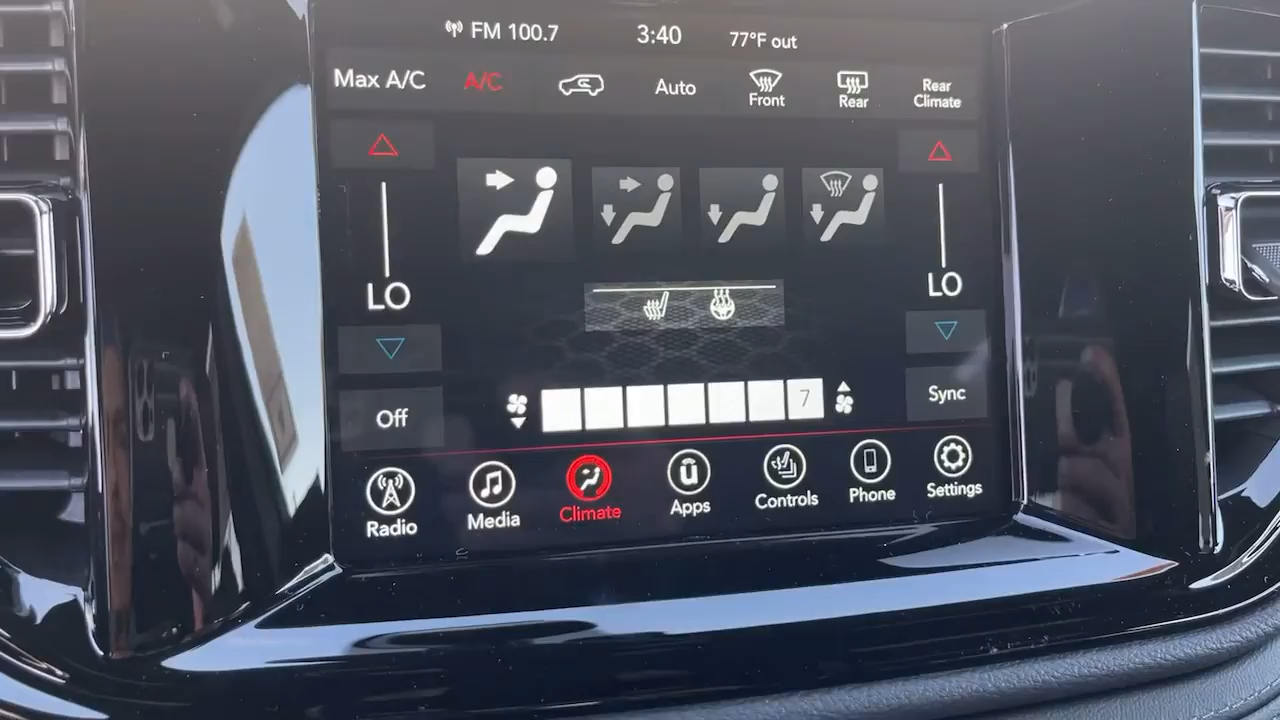 FM 100.7 3:40 77°F out
Max A/C A/C Auto Front Rear Rear
Climate
LO LO
Off 7 Sync
Radio Media Climate Apps Controls Phone Settings